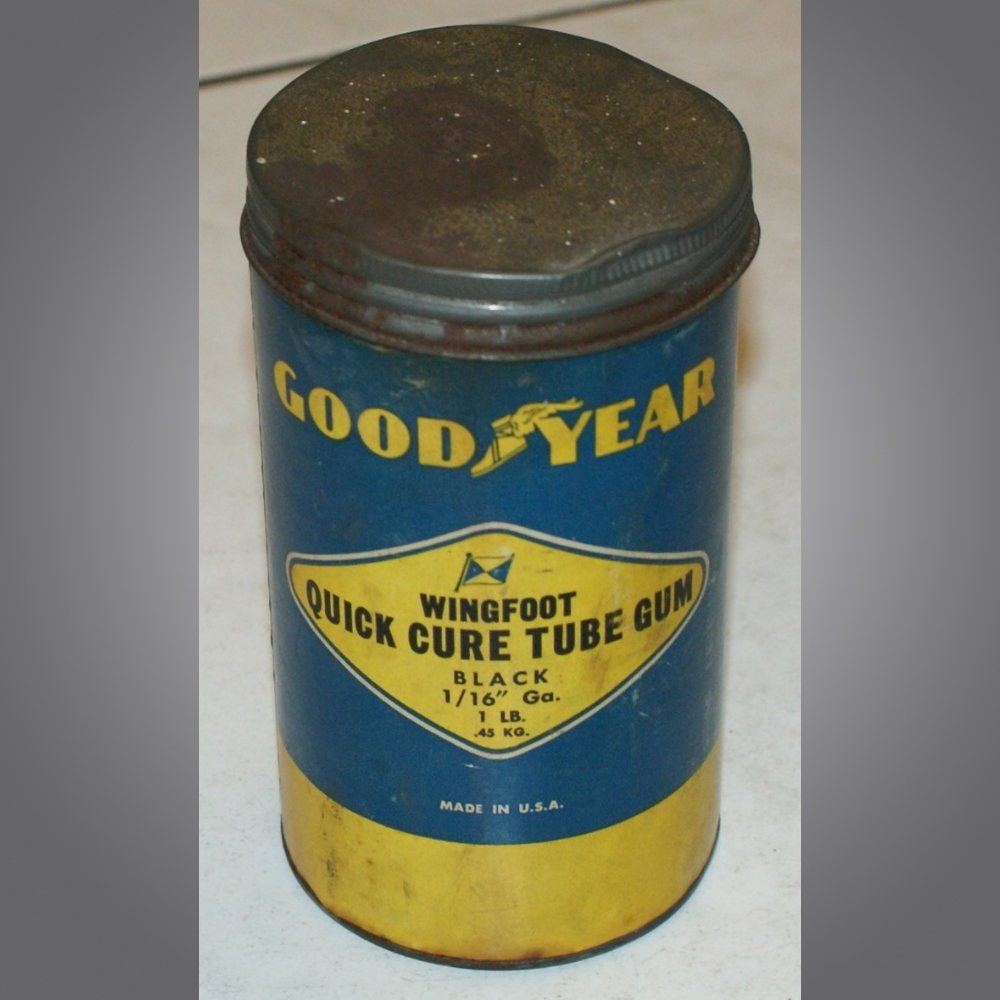 GOODYEAR
WINGFOOT
QUICK CURE TUBE GUM
BLACK
1/16" Ga.
1 LB.
.45 KG.
MADE IN U.S.A.